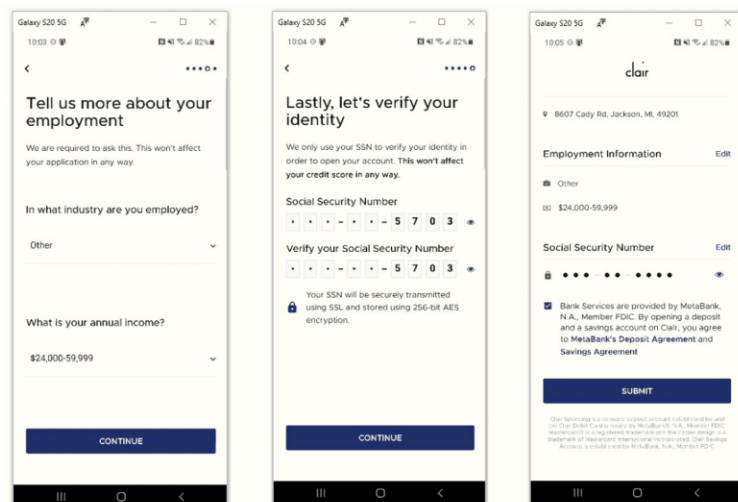 Galaxy S20 5G
10:03
82%
Tell us more about your
employment
We are required to ask this. This won't affect
your application in any way.
In what industry are you employed?
Other
What is your annual income?
$24,000-59,999
CONTINUE
Galaxy S20 5G
10:04
82%
Lastly, let's verify your
identity
We only use your SSN to verify your identity in
order to open your account. This won't affect
your credit score in any way.
Social Security Number
• • • - • • - 5 7 0 3
Verify your Social Security Number
• • • - • • - 5 7 0 3
Your SSN will be securely transmitted
using SSL and stored using 256-bit AES
encryption.
CONTINUE
Galaxy S20 5G
10:05
82%
clair
8607 Cady Rd, Jackson, MI, 49201
Employment Information Edit
Other
$24,000-59,999
Social Security Number Edit
Bank Services are provided by MetaBank,
N.A., Member FDIC. By opening a deposit
and a savings account on Clair, you agree
to MetaBank's Deposit Agreement and
Savings Agreement
SUBMIT